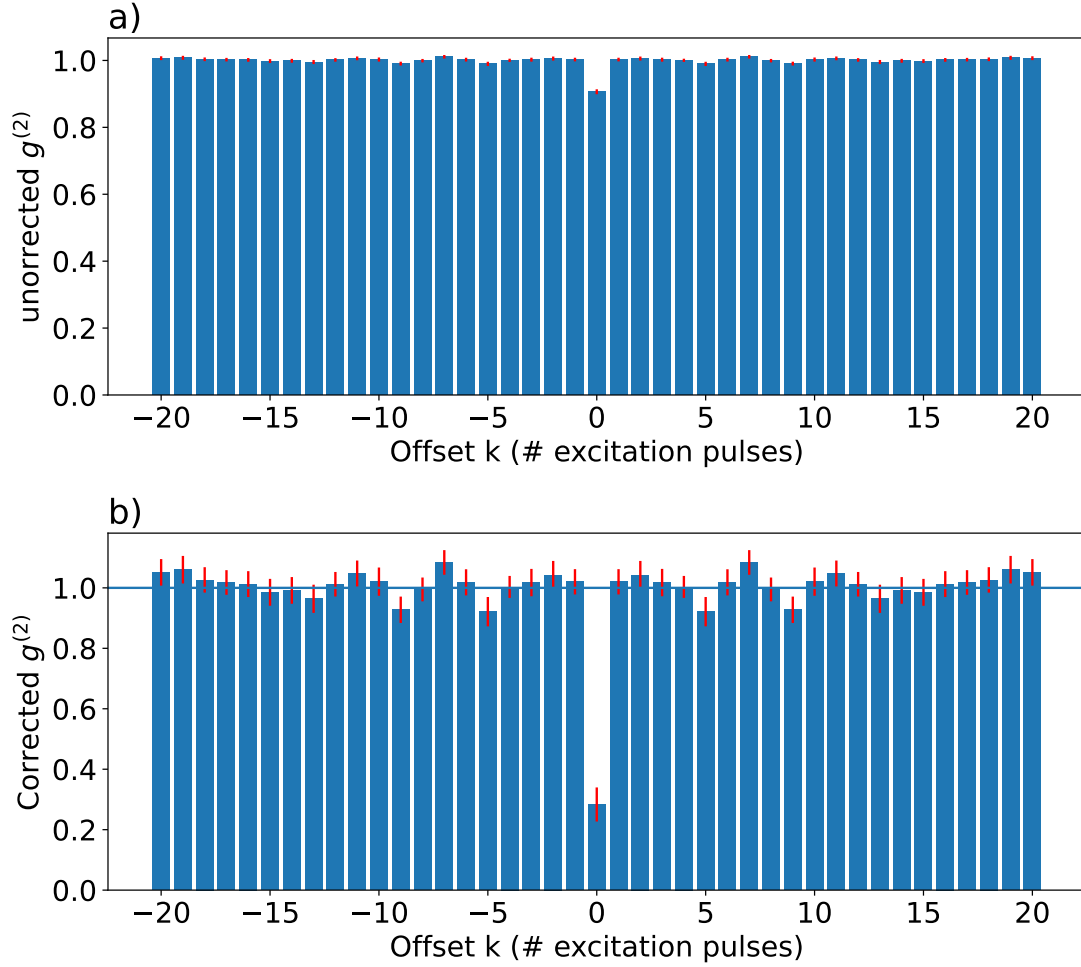 a)
1.0
0.8
0.6
0.4
0.2
0.0
unorrected g^{(2)}
−20 −15 −10 −5 0 5 10 15 20
Offset k (# excitation pulses)
b)
1.0
0.8
0.6
0.4
0.2
0.0
Corrected g^{(2)}
−20 −15 −10 −5 0 5 10 15 20
Offset k (# excitation pulses)